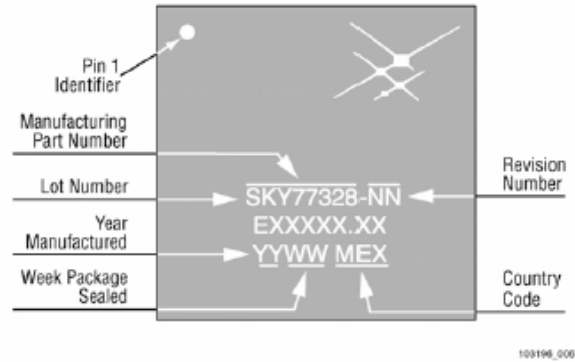 Pin 1
Identifier
Manufacturing
Part Number
Lot Number
Year
Manufactured
Week Package
Sealed
SKY77328-NN
EXXXXX.XX
YYWW MEX
Revision
Number
Country
Code